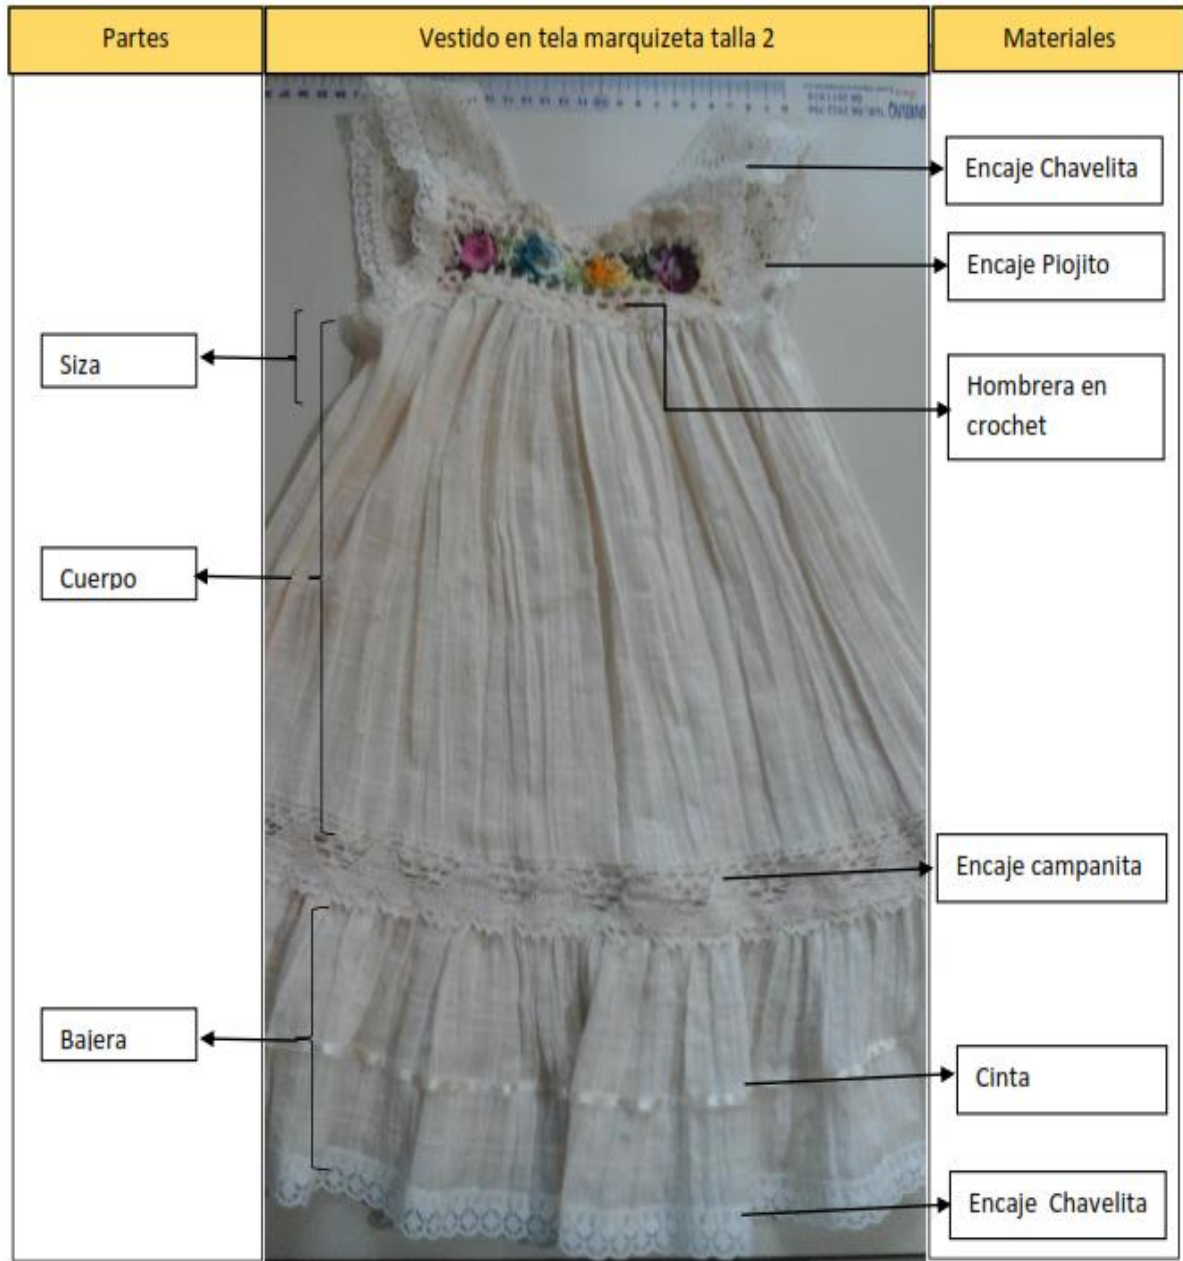 Partes
Vestido en tela marquizeta talla 2
Materiales
Encaje Chavelita
Encaje Piojito
Siza
Hombrera en
crochet
Cuerpo
Encaje campanita
Bajera
Cinta
Encaje Chavelita